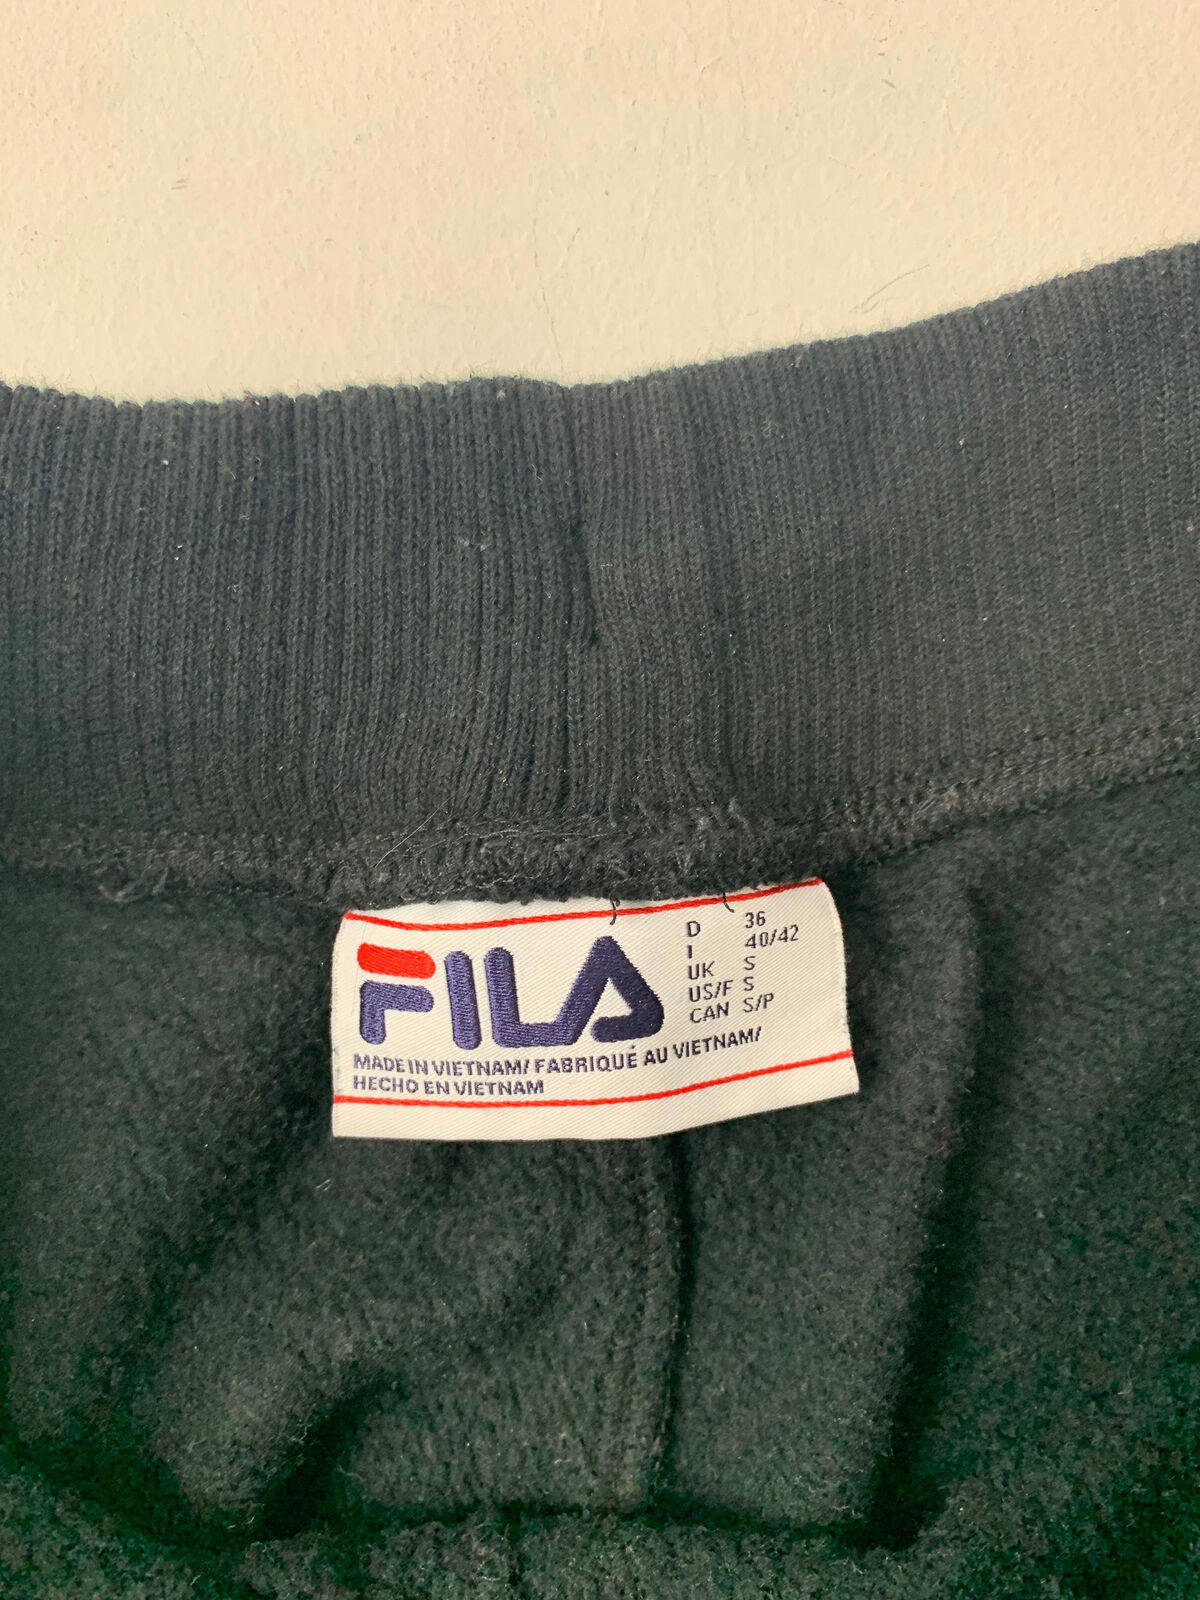 FILA
D 36
I 40/42
UK S
US/F S
CAN S/P
MADE IN VIETNAM/ FABRIQUÉ AU VIETNAM/
HECHO EN VIETNAM